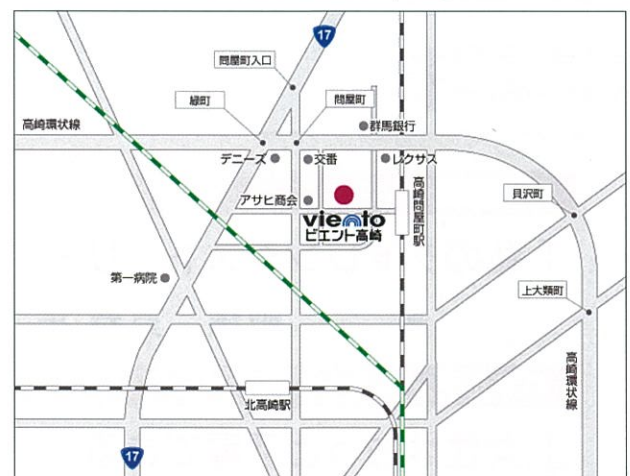 17
問屋町入口
緑町
問屋町
高崎環状線
群馬銀行
デニーズ
交番
レクサス
高崎問屋町駅
アサヒ商会
viento
ビエント高崎
貝沢町
第一病院
上大類町
高崎環状線
北高崎駅
17